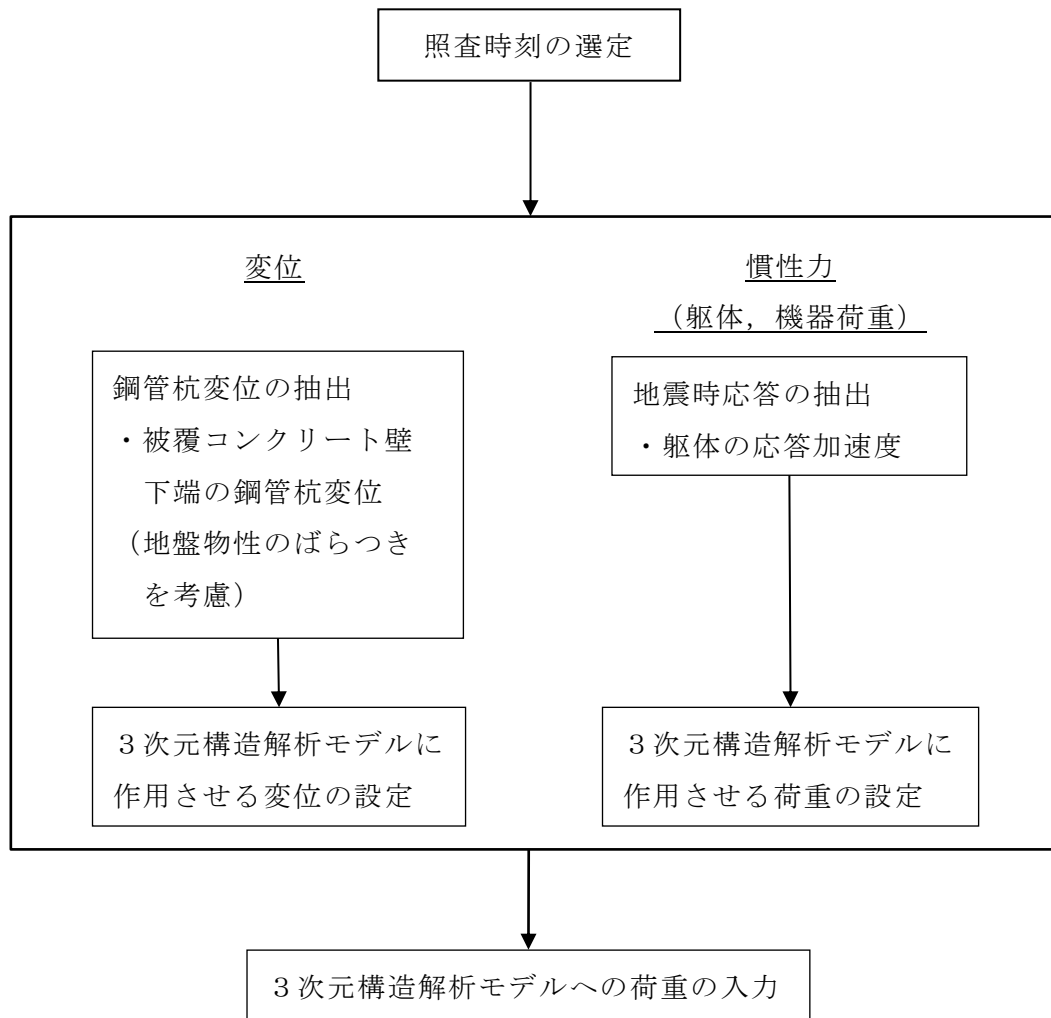 照査時刻の選定
変位
鋼管杭変位の抽出
・被覆コンクリート壁
下端の鋼管杭変位
（地盤物性のばらつき
を考慮）
３次元構造解析モデルに
作用させる変位の設定
慣性力
（躯体，機器荷重）
地震時応答の抽出
・躯体の応答加速度
３次元構造解析モデルに
作用させる荷重の設定
３次元構造解析モデルへの荷重の入力